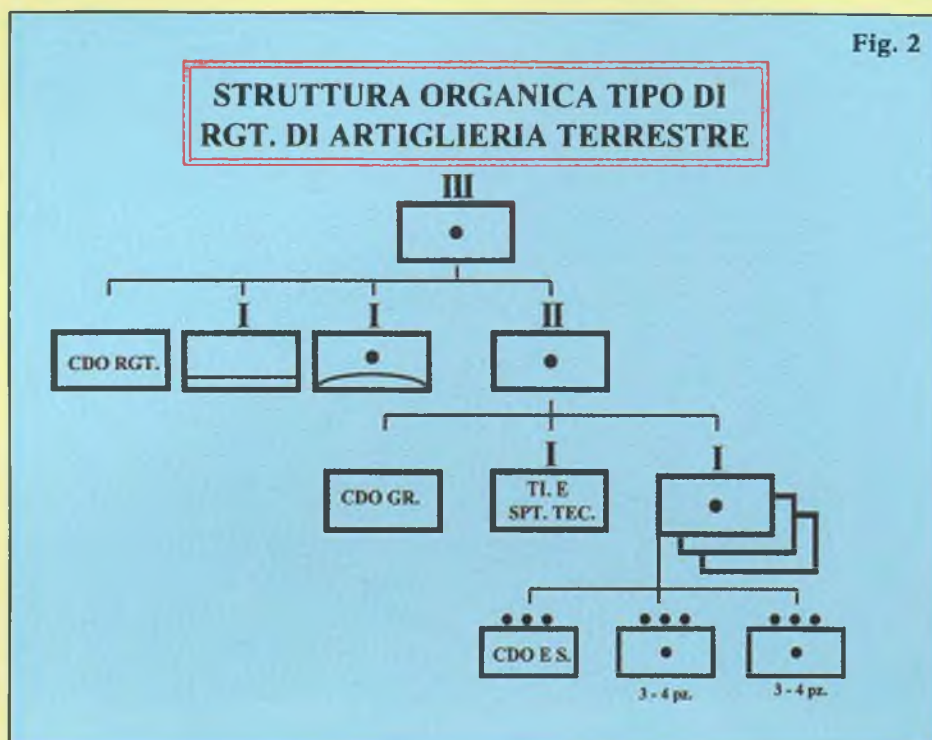 Fig. 2
STRUTTURA ORGANICA TIPO DI
RGT. DI ARTIGLIERIA TERRESTRE
III
I I II
CDO RGT.
I I
CDO GR.
TI. E
SPT. TEC.
CDO E S.
3 - 4 pz. 3 - 4 pz.